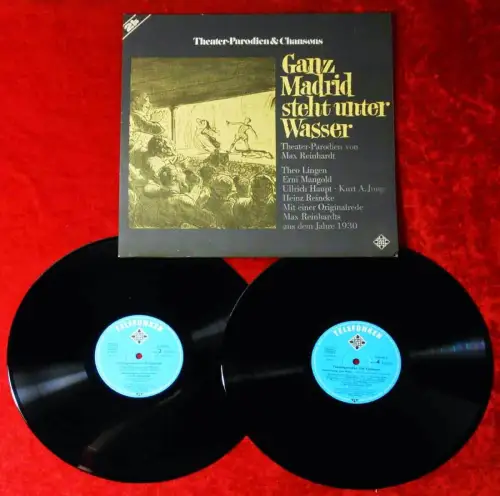 Theater-Parodien & Chansons
Ganz
Madrid
steht unter
Wasser
Theater-Parodien von
Max Reinhardt
Theo Lingen
Erni Mangold
Ullrich Haupt · Kurt A. Jung
Heinz Reincke
Mit einer Originalrede
Max Reinhardts
aus dem Jahre 1930
TELEFUNKEN
TELEFUNKEN